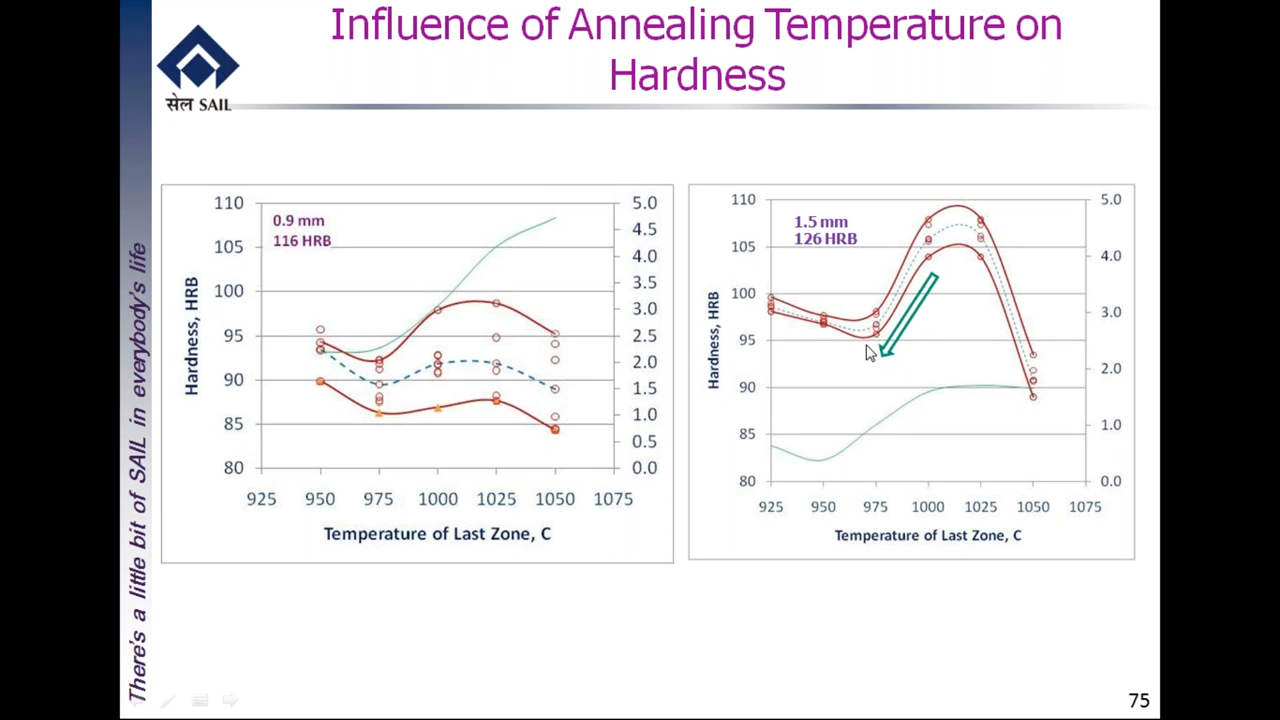 Influence of Annealing Temperature on
Hardness
सेल SAIL
There's a little bit of SAIL in everybody's life
0.9 mm
116 HRB
Hardness, HRB
110
105
100
95
90
85
80
5.0
4.5
4.0
3.5
3.0
2.5
2.0
1.5
1.0
0.5
0.0
925 950 975 1000 1025 1050 1075
Temperature of Last Zone, C
1.5 mm
126 HRB
Hardness, HRB
110
105
100
95
90
85
80
5.0
4.0
3.0
2.0
1.0
0.0
925 950 975 1000 1025 1050 1075
Temperature of Last Zone, C
75